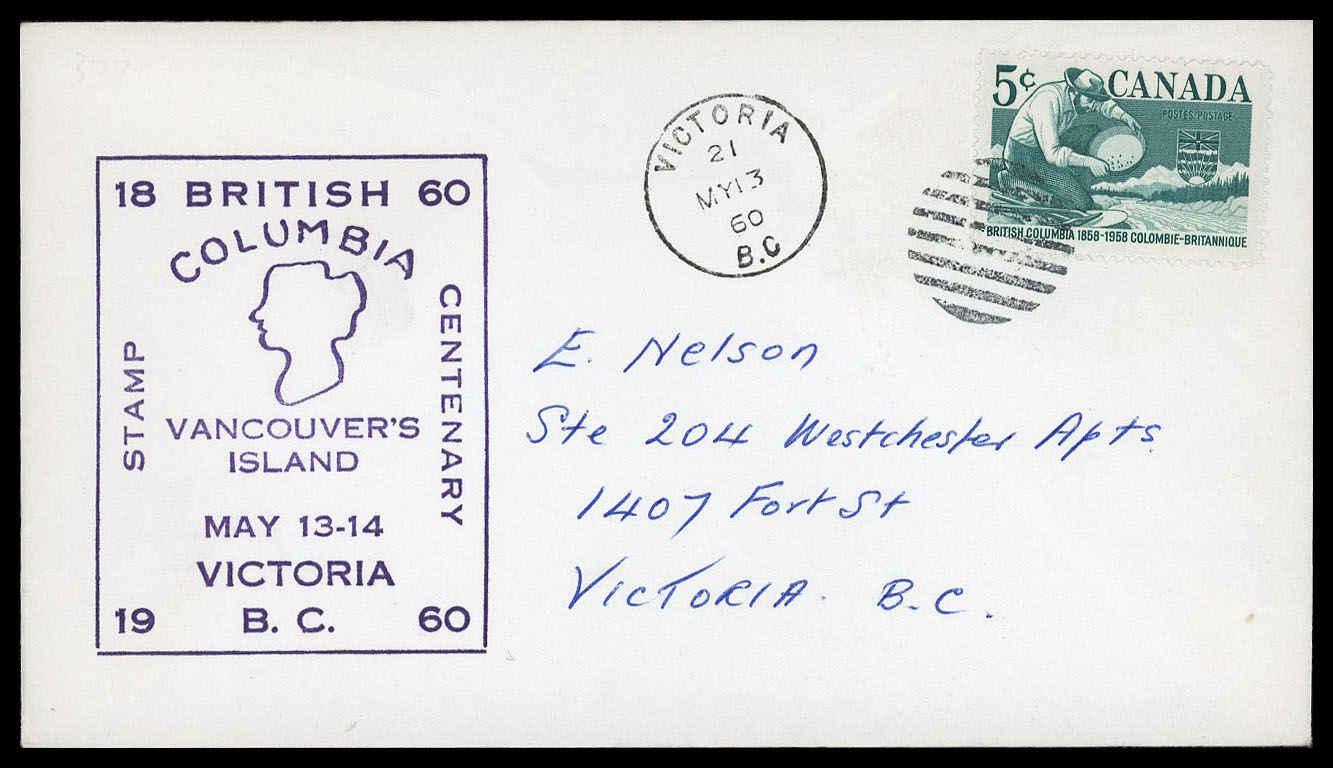 18 BRITISH 60
COLUMBIA
STAMP
CENTENARY
VANCOUVER'S
ISLAND
MAY 13-14
VICTORIA
19 B. C. 60
VICTORIA
21
MY 13
60
B.C
5¢ CANADA
POSTES-POSTAGE
BRITISH COLUMBIA 1858-1958 COLOMBIE-BRITANNIQUE
E. Nelson
Ste 204 Westchester Apts.
1407 Fort St
VICTORIA. B.C.